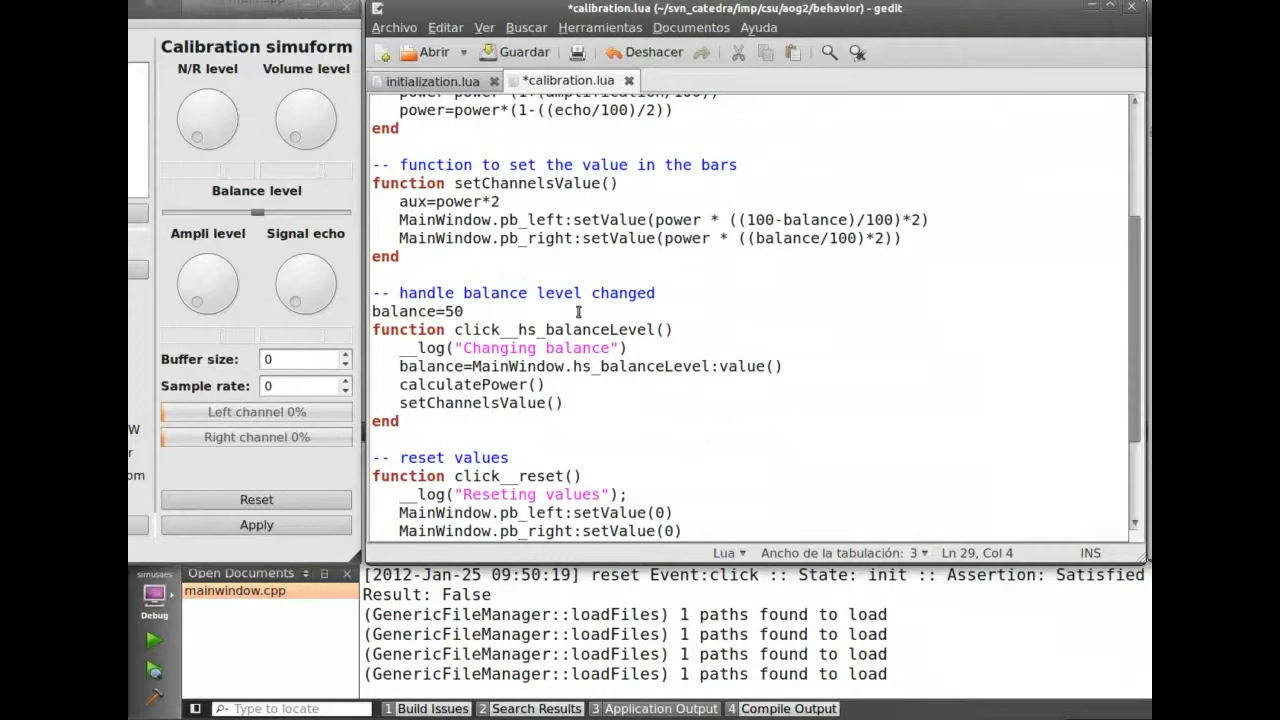 *calibration.lua (~/svn_catedra/imp/csu/aog2/behavior) - gedit
Archivo Editar Ver Buscar Herramientas Documentos Ayuda
Abrir Guardar Deshacer
initialization.lua *calibration.lua
Calibration simuform
N/R level Volume level
Balance level
Ampli level Signal echo
Buffer size: 0
Sample rate: 0
Left channel 0%
Right channel 0%
Reset
Apply
power=power*(1-((echo/100)/2))
end
-- function to set the value in the bars
function setChannelsValue()
aux=power*2
MainWindow.pb_left:setValue(power * ((100-balance)/100)*2)
MainWindow.pb_right:setValue(power * ((balance/100)*2))
end
-- handle balance level changed
balance=50
function click__hs_balanceLevel()
__log("Changing balance")
balance=MainWindow.hs_balanceLevel:value()
calculatePower()
setChannelsValue()
end
-- reset values
function click__reset()
__log("Reseting values");
MainWindow.pb_left:setValue(0)
MainWindow.pb_right:setValue(0)
Lua Ancho de la tabulación: 3 Ln 29, Col 4 INS
simusaes
Debug
Open Documents
mainwindow.cpp
[2012-Jan-25 09:50:19] reset Event:click :: State: init :: Assertion: Satisfied
Result: False
(GenericFileManager::loadFiles) 1 paths found to load
(GenericFileManager::loadFiles) 1 paths found to load
(GenericFileManager::loadFiles) 1 paths found to load
(GenericFileManager::loadFiles) 1 paths found to load
Type to locate 1 Build Issues 2 Search Results 3 Application Output 4 Compile Output